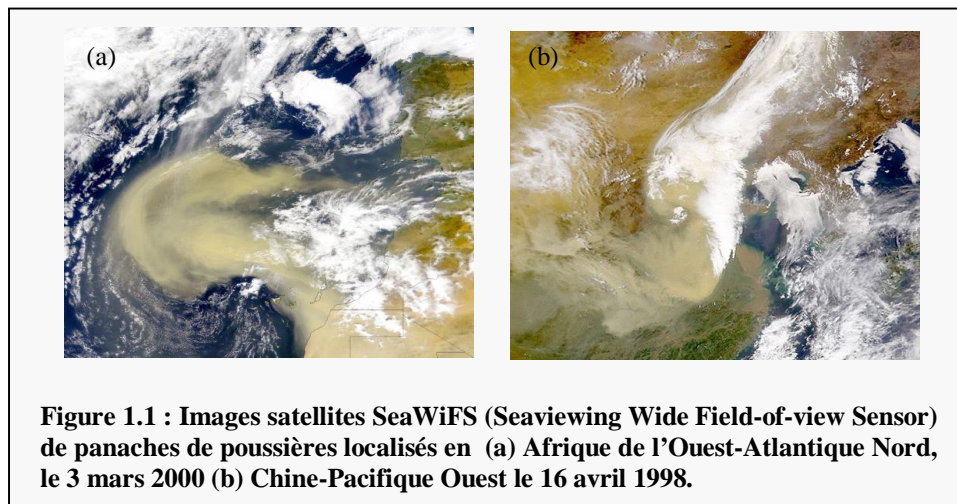 (a)
(b)
Figure 1.1 : Images satellites SeaWiFS (Seaviewing Wide Field-of-view Sensor)
de panaches de poussières localisés en (a) Afrique de l'Ouest-Atlantique Nord,
le 3 mars 2000 (b) Chine-Pacifique Ouest le 16 avril 1998.